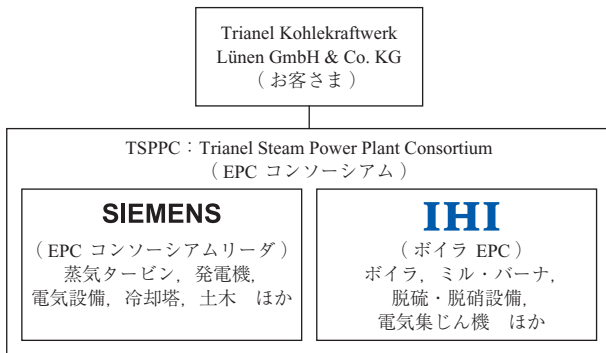 Trianel Kohlekraftwerk
Lünen GmbH & Co. KG
( お客さま )
TSPPC：Trianel Steam Power Plant Consortium
( EPC コンソーシアム )
SIEMENS
( EPC コンソーシアムリーダ )
蒸気タービン，発電機，
電気設備，冷却塔，土木　ほか
IHI
( ボイラ EPC )
ボイラ，ミル・バーナ，
脱硫・脱硝設備，
電気集じん機　ほか